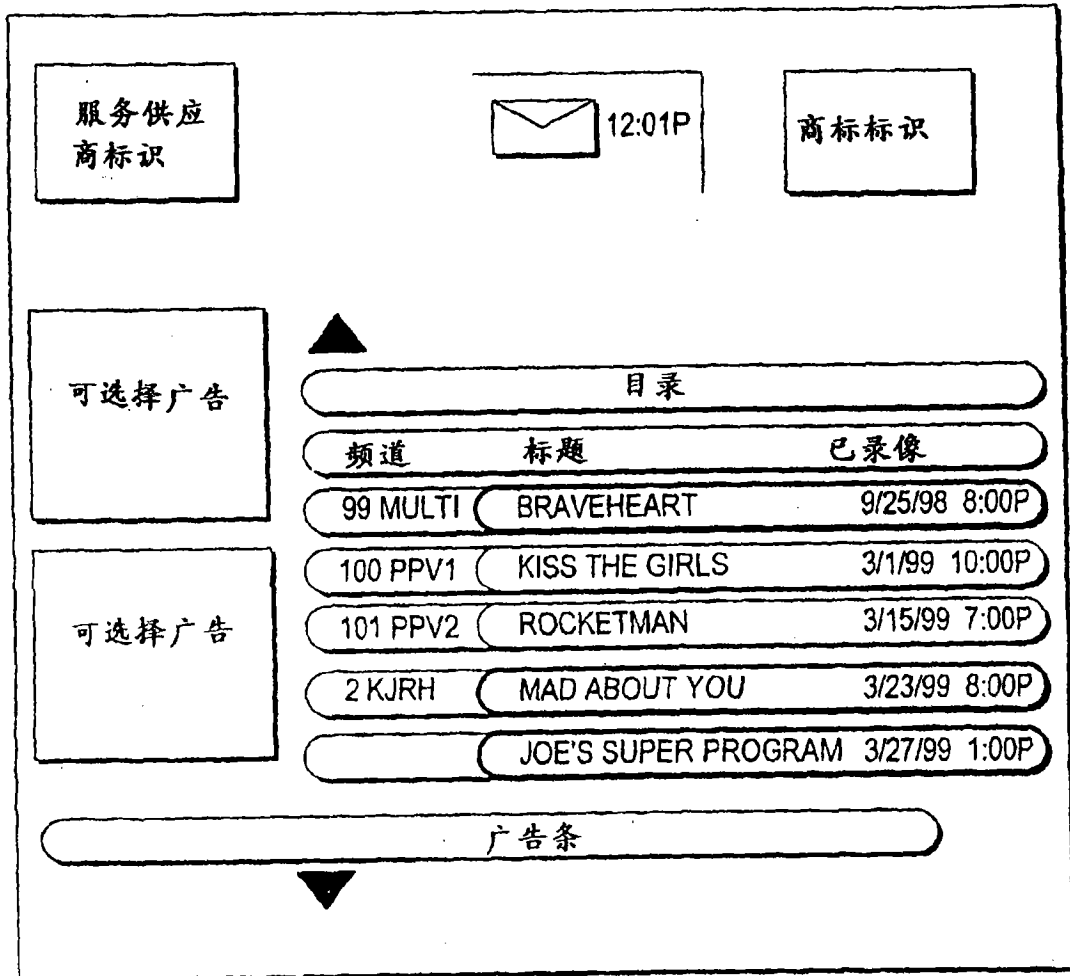 服务供应
商标识
12:01P
商标标识
可选择广告
可选择广告
目录
频道 标题 已录像
99 MULTI BRAVEHEART 9/25/98 8:00P
100 PPV1 KISS THE GIRLS 3/1/99 10:00P
101 PPV2 ROCKETMAN 3/15/99 7:00P
2 KJRH MAD ABOUT YOU 3/23/99 8:00P
JOE'S SUPER PROGRAM 3/27/99 1:00P
广告条